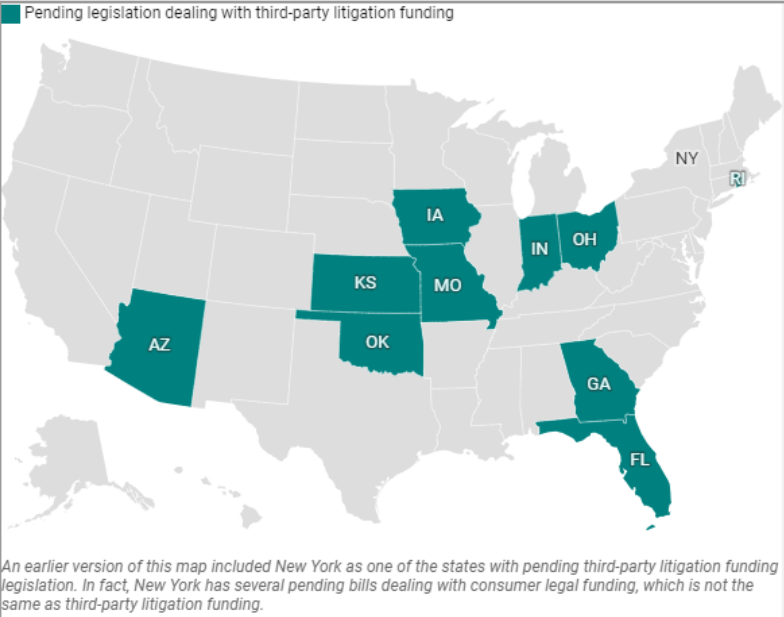 Pending legislation dealing with third-party litigation funding
NY
RI
IA
IN
OH
KS
MO
AZ
OK
GA
FL
An earlier version of this map included New York as one of the states with pending third-party litigation funding
legislation. In fact, New York has several pending bills dealing with consumer legal funding, which is not the
same as third-party litigation funding.